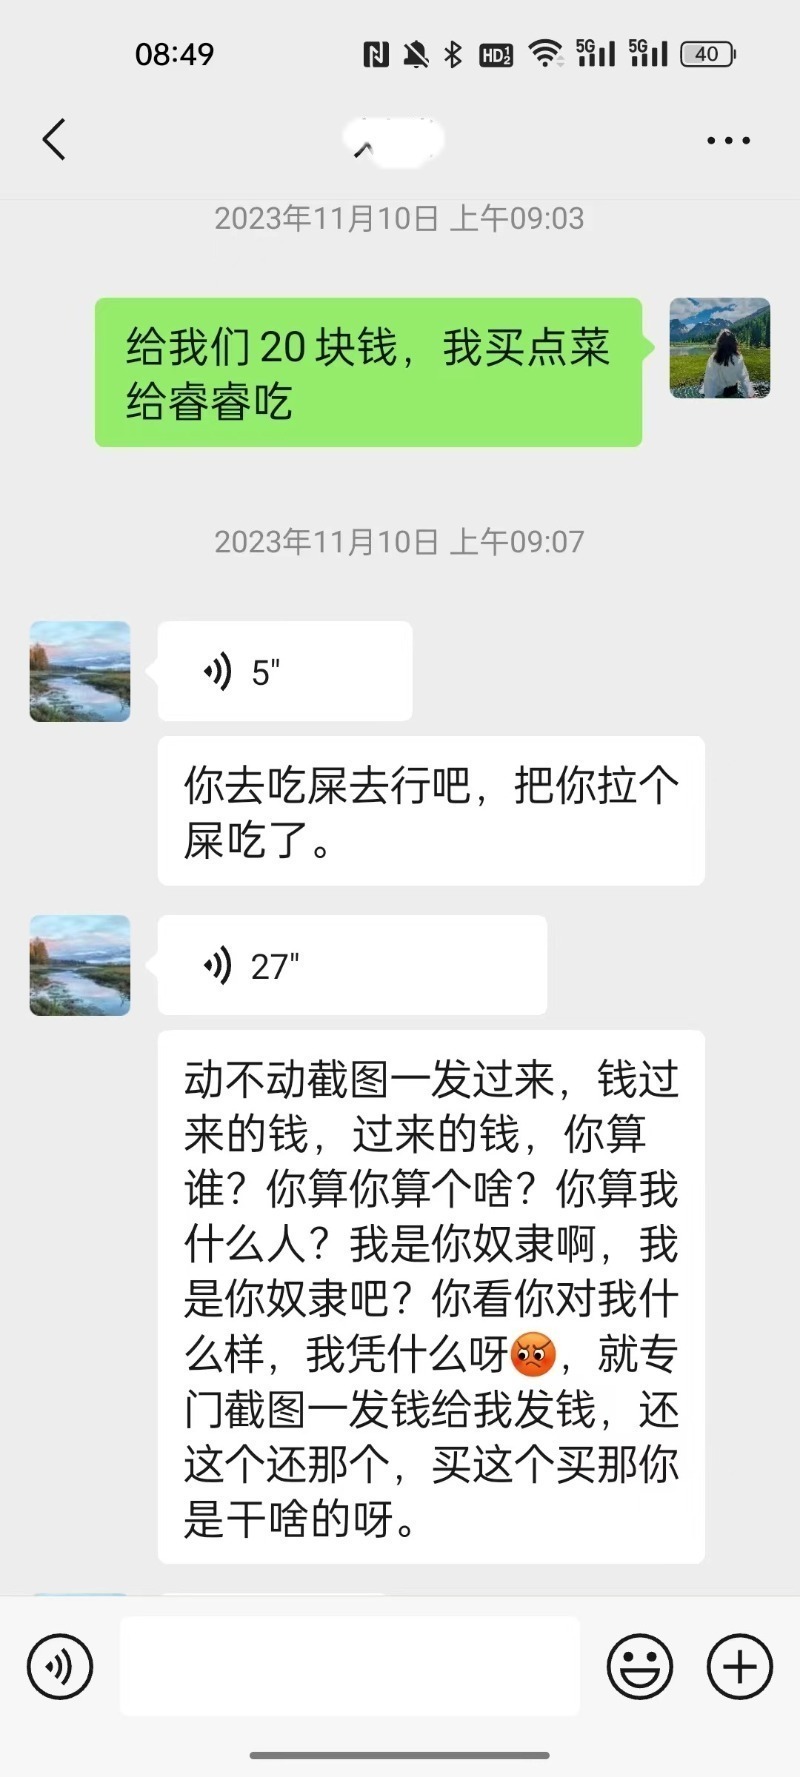 08:49
HD
5G
5G
40
2023年11月10日 上午09:03
给我们 20 块钱，我买点菜
给睿睿吃
2023年11月10日 上午09:07
5"
你去吃屎去行吧，把你拉个
屎吃了。
27"
动不动截图一发过来，钱过
来的钱，过来的钱，你算
谁？你算你算个啥？你算我
什么人？我是你奴隶啊，我
是你奴隶吧？你看你对我什
么样，我凭什么呀😡，就专
门截图一发钱给我发钱，还
这个还那个，买这个买那你
是干啥的呀。